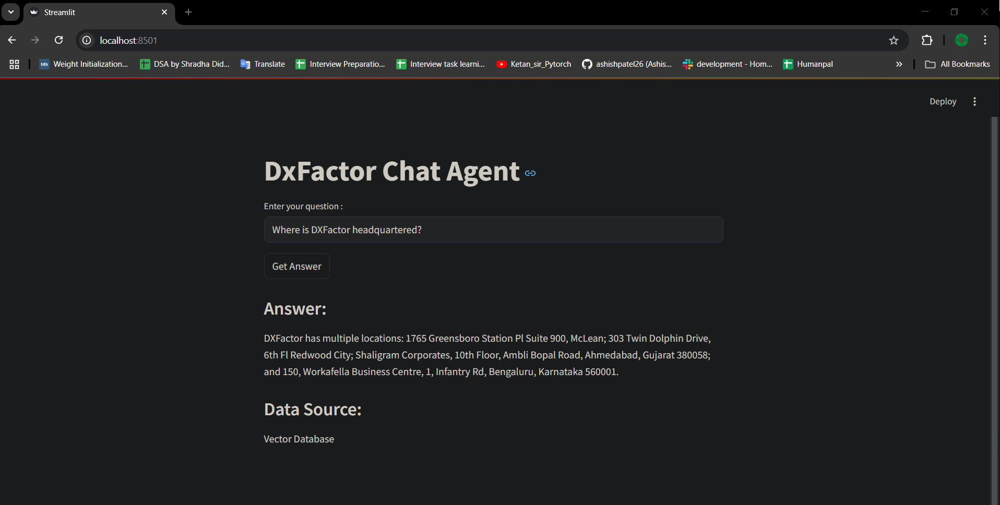 Streamlit
localhost:8501
tds Weight Initialization... DSA by Shradha Did... Translate Interview Preparatio... Interview task learni... Ketan_sir_Pytorch ashishpatel26 (Ashis... development - Hom... Humanpal » All Bookmarks
Deploy
DxFactor Chat Agent
Enter your question :
Where is DXFactor headquartered?
Get Answer
Answer:
DXFactor has multiple locations: 1765 Greensboro Station Pl Suite 900, McLean; 303 Twin Dolphin Drive,
6th Fl Redwood City; Shaligram Corporates, 10th Floor, Ambli Bopal Road, Ahmedabad, Gujarat 380058;
and 150, Workafella Business Centre, 1, Infantry Rd, Bengaluru, Karnataka 560001.
Data Source:
Vector Database